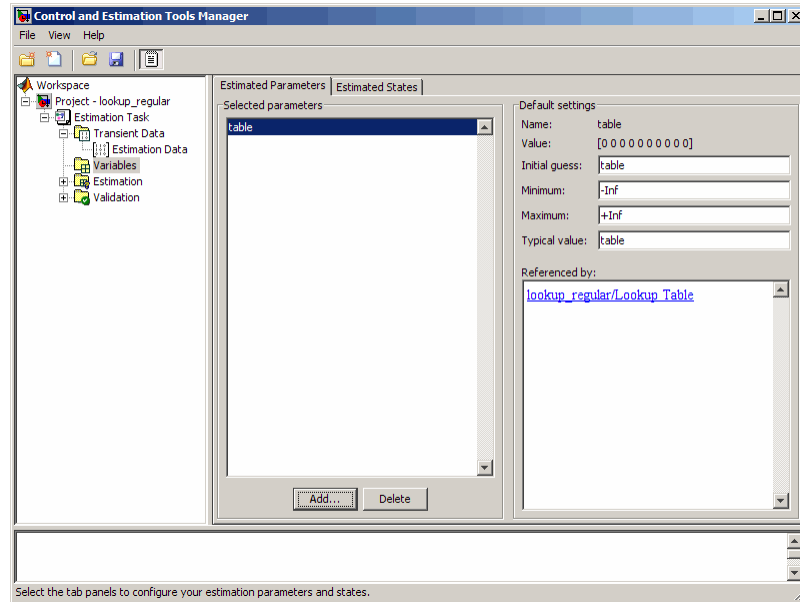 Control and Estimation Tools Manager
File View Help
Workspace
Project - lookup_regular
Estimation Task
Transient Data
Estimation Data
Variables
Estimation
Validation
Estimated Parameters
Estimated States
Selected parameters
table
Add...
Delete
Default settings
Name: table
Value: [0 0 0 0 0 0 0 0 0 0]
Initial guess: table
Minimum: -Inf
Maximum: +Inf
Typical value: table
Referenced by:
lookup_regular/Lookup Table
Select the tab panels to configure your estimation parameters and states.